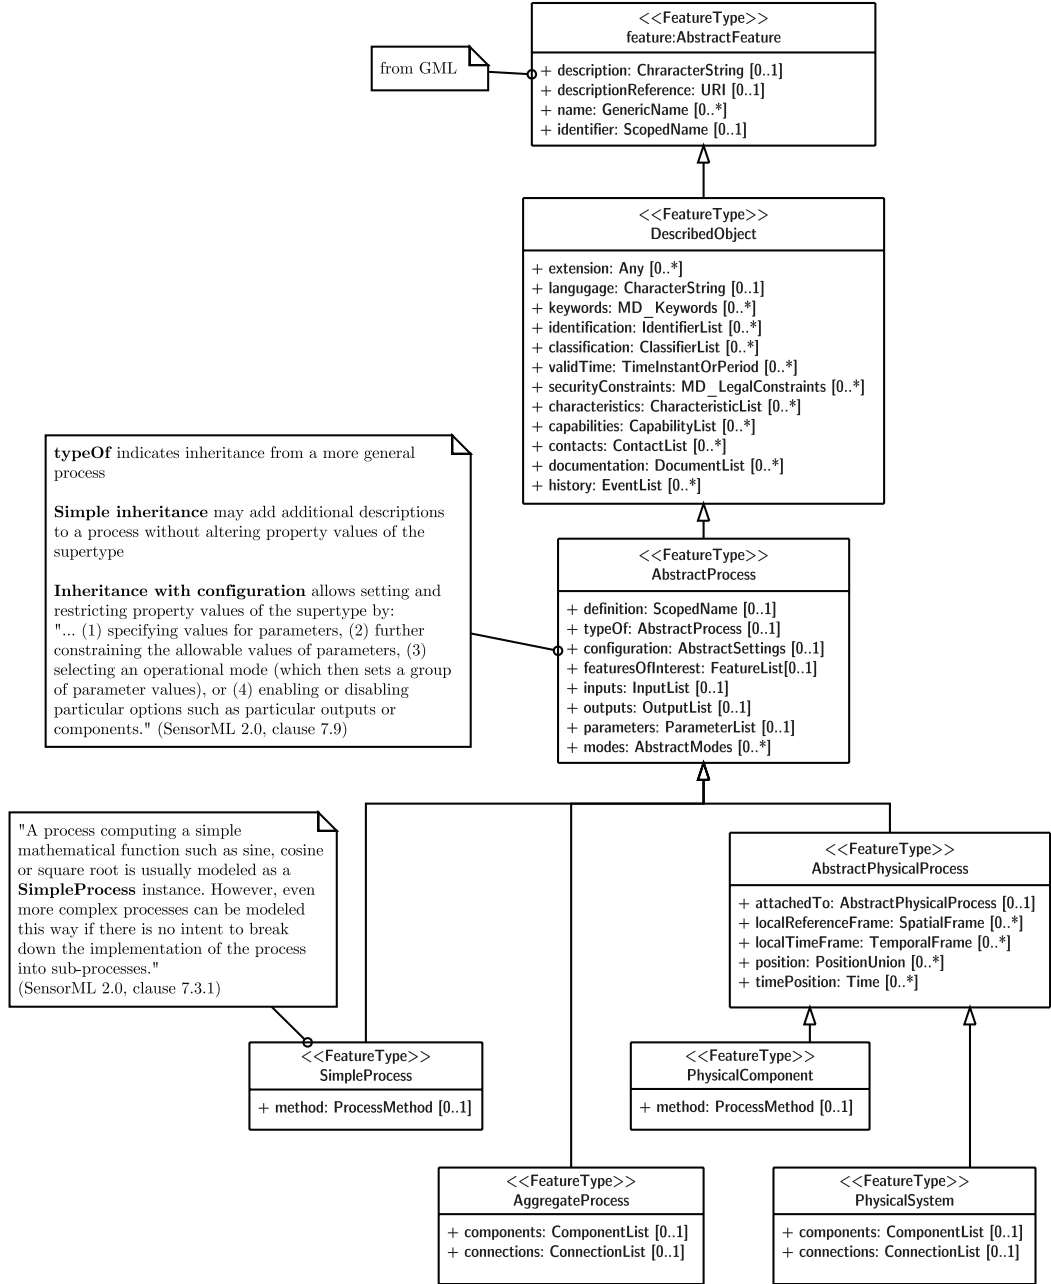 <<FeatureType>>
feature:AbstractFeature
from GML
+ description: ChraracterString [0..1]
+ descriptionReference: URI [0..1]
+ name: GenericName [0..*]
+ identifier: ScopedName [0..1]
<<FeatureType>>
DescribedObject
+ extension: Any [0..*]
+ langugage: CharacterString [0..1]
+ keywords: MD_Keywords [0..*]
+ identification: IdentifierList [0..*]
+ classification: ClassifierList [0..*]
+ validTime: TimeInstantOrPeriod [0..*]
+ securityConstraints: MD_LegalConstraints [0..*]
+ characteristics: CharacteristicList [0..*]
+ capabilities: CapabilityList [0..*]
+ contacts: ContactList [0..*]
+ documentation: DocumentList [0..*]
+ history: EventList [0..*]
typeOf indicates inheritance from a more general
process
Simple inheritance may add additional descriptions
to a process without altering property values of the
supertype
Inheritance with configuration allows setting and
restricting property values of the supertype by:
"... (1) specifying values for parameters, (2) further
constraining the allowable values of parameters, (3)
selecting an operational mode (which then sets a group
of parameter values), or (4) enabling or disabling
particular options such as particular outputs or
components." (SensorML 2.0, clause 7.9)
<<FeatureType>>
AbstractProcess
+ definition: ScopedName [0..1]
+ typeOf: AbstractProcess [0..1]
+ configuration: AbstractSettings [0..1]
+ featuresOfInterest: FeatureList[0..1]
+ inputs: InputList [0..1]
+ outputs: OutputList [0..1]
+ parameters: ParameterList [0..1]
+ modes: AbstractModes [0..*]
"A process computing a simple
mathematical function such as sine, cosine
or square root is usually modeled as a
SimpleProcess instance. However, even
more complex processes can be modeled
this way if there is no intent to break
down the implementation of the process
into sub-processes."
(SensorML 2.0, clause 7.3.1)
<<FeatureType>>
AbstractPhysicalProcess
+ attachedTo: AbstractPhysicalProcess [0..1]
+ localReferenceFrame: SpatialFrame [0..*]
+ localTimeFrame: TemporalFrame [0..*]
+ position: PositionUnion [0..*]
+ timePosition: Time [0..*]
<<FeatureType>>
SimpleProcess
+ method: ProcessMethod [0..1]
<<FeatureType>>
PhysicalComponent
+ method: ProcessMethod [0..1]
<<FeatureType>>
AggregateProcess
+ components: ComponentList [0..1]
+ connections: ConnectionList [0..1]
<<FeatureType>>
PhysicalSystem
+ components: ComponentList [0..1]
+ connections: ConnectionList [0..1]